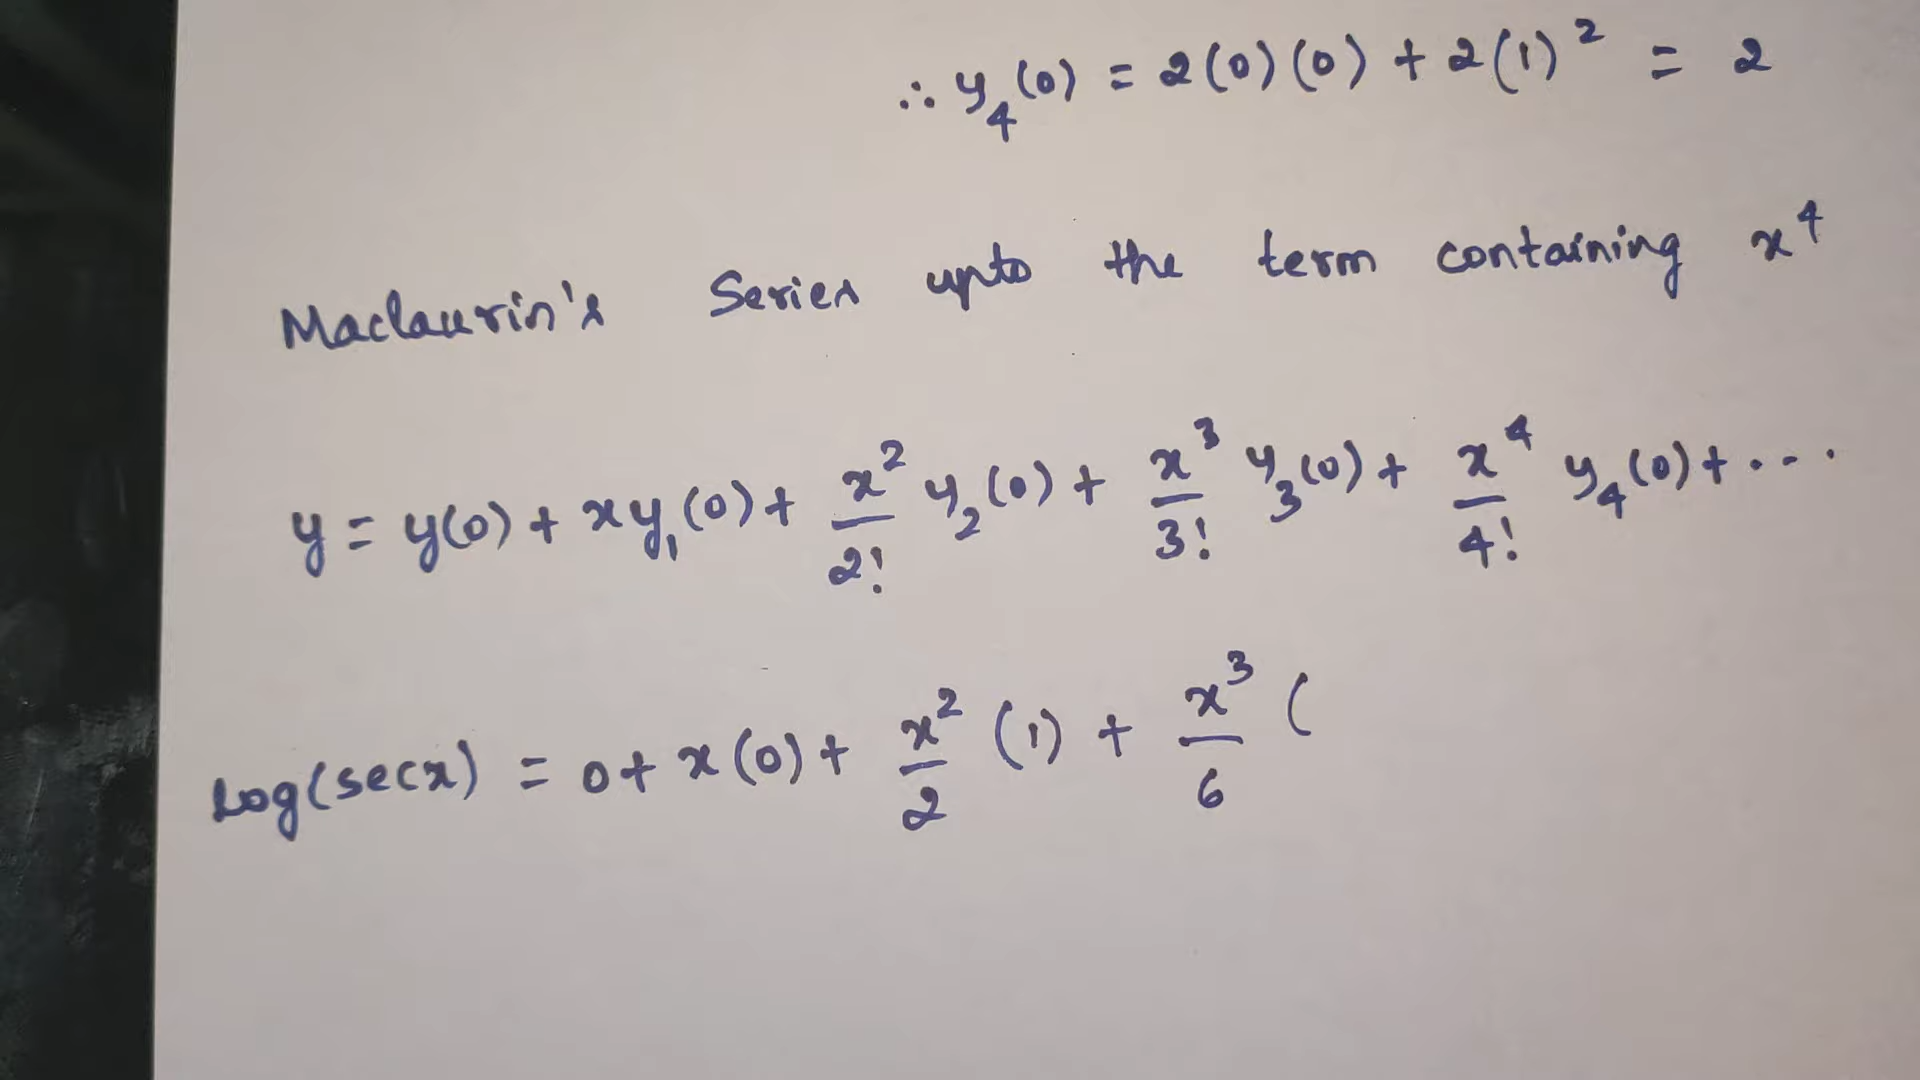 ∴ y₄(0) = 2(0)(0) + 2(1)² = 2
Maclaurin's Series upto the term containing x⁴
y = y(0) + xy₁(0) + x²/2! y₂(0) + x³/3! y₃(0) + x⁴/4! y₄(0) + ...
Log(secx) = 0 + x(0) + x²/2 (1) + x³/6 (